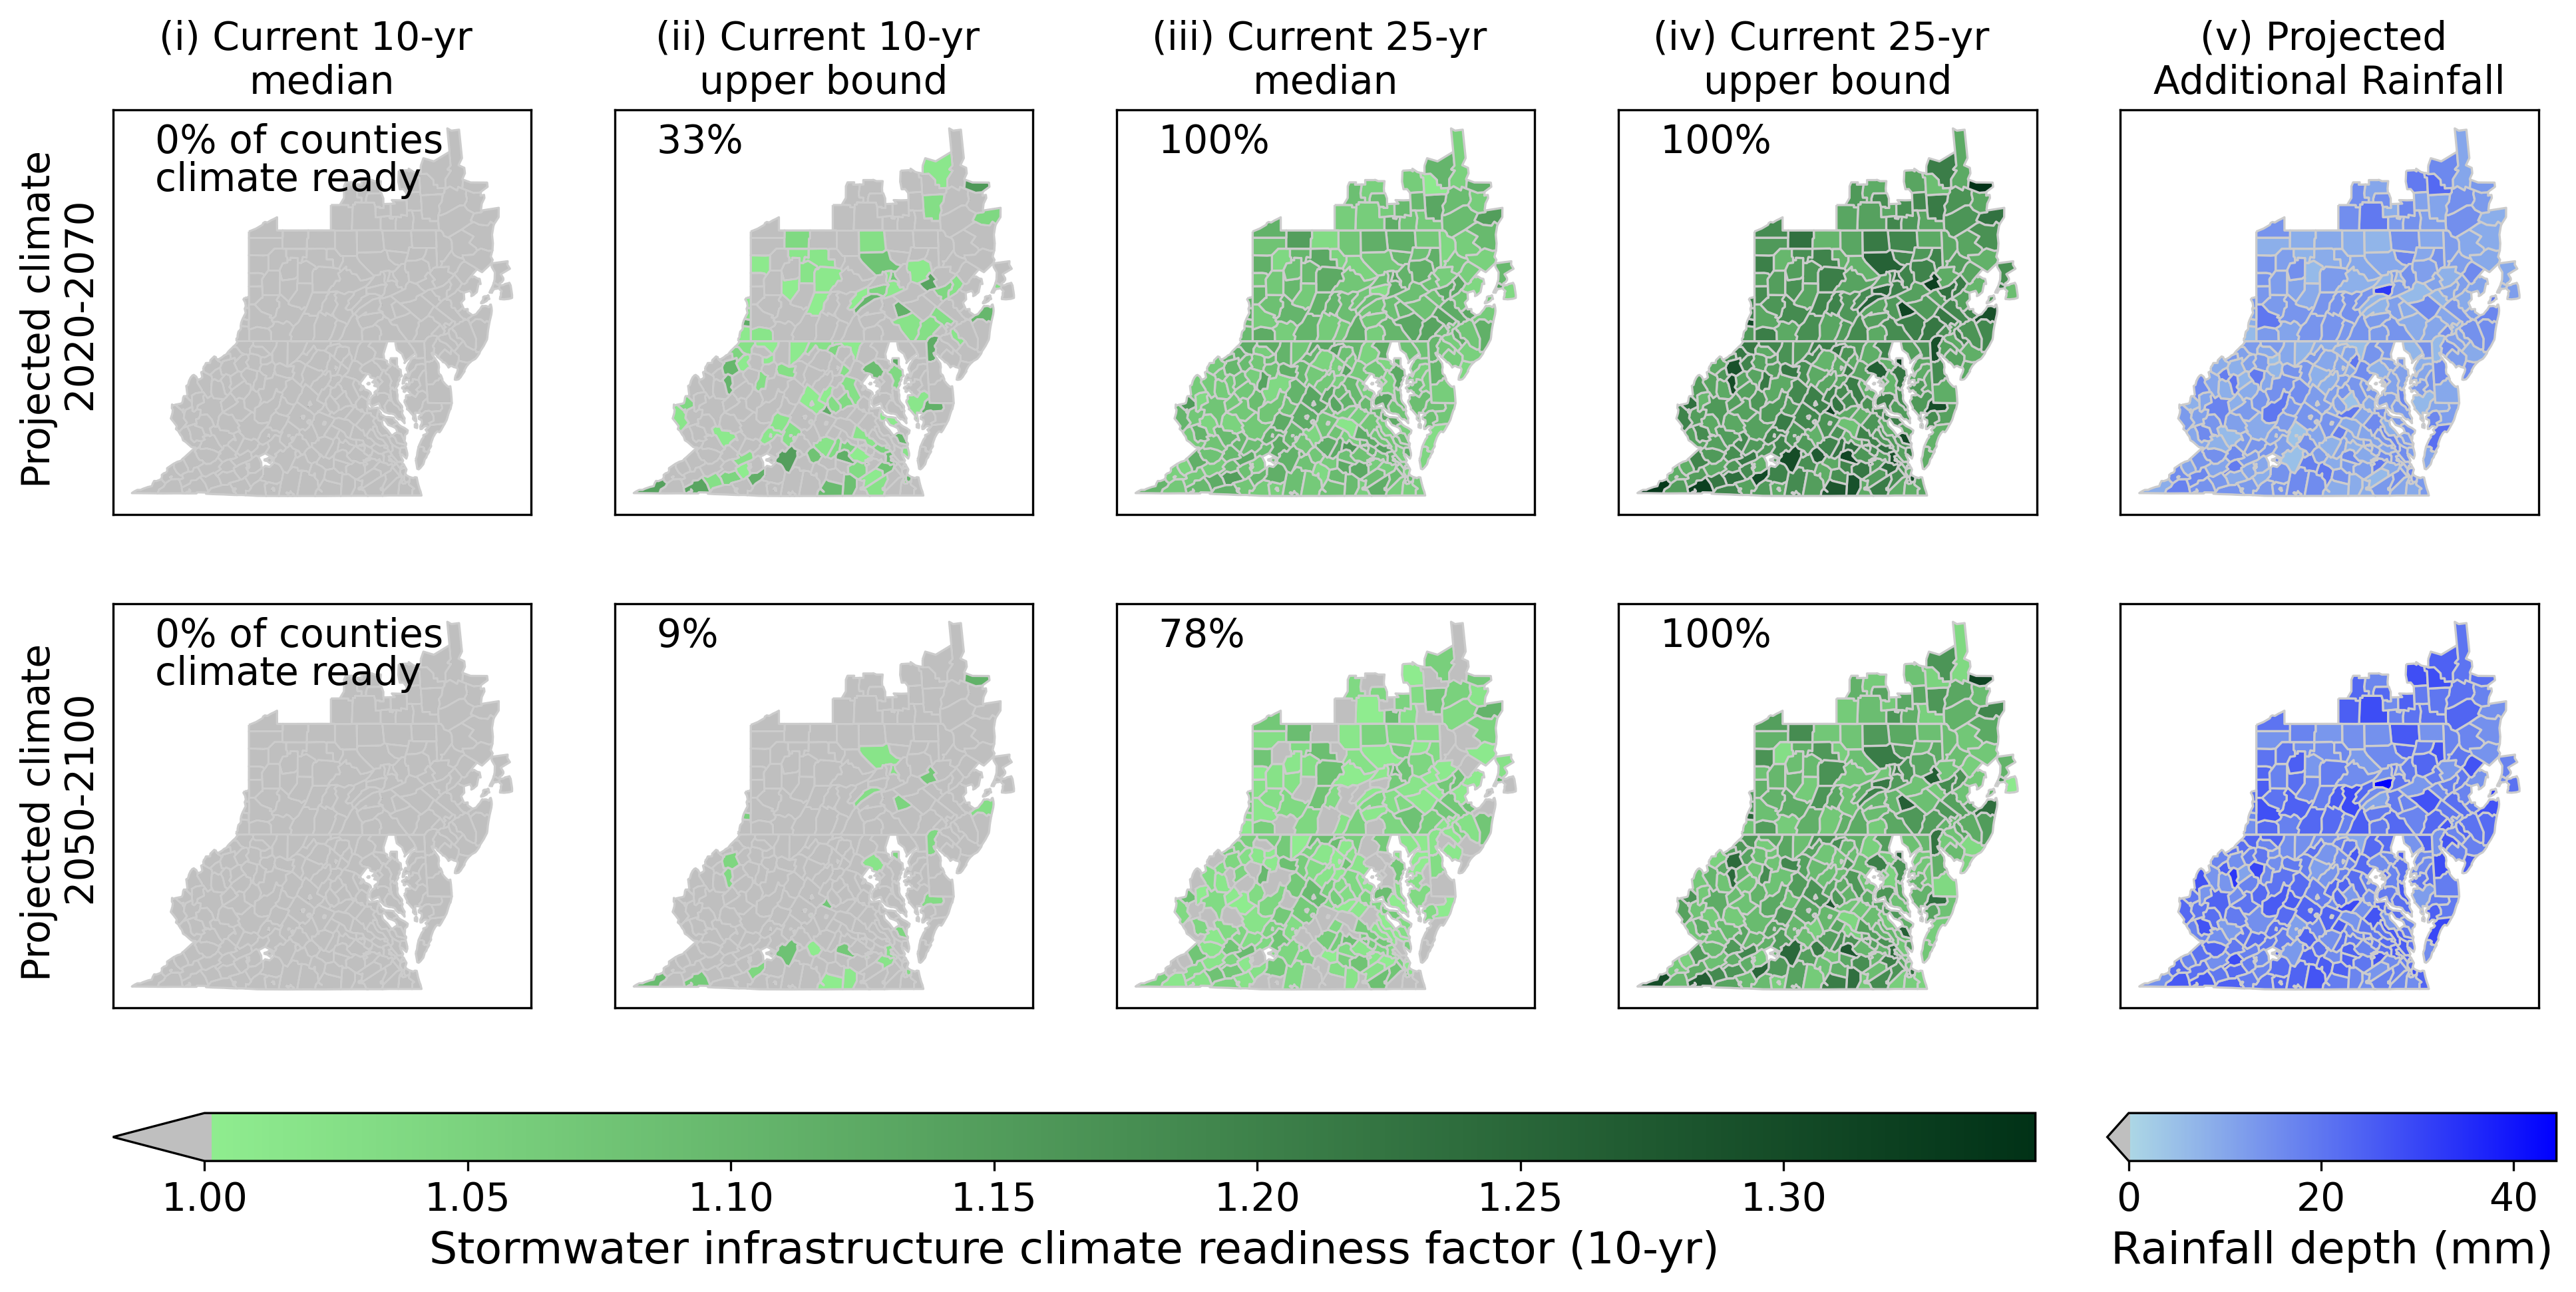 (i) Current 10-yr
median
(ii) Current 10-yr
upper bound
(iii) Current 25-yr
median
(iv) Current 25-yr
upper bound
(v) Projected
Additional Rainfall
Projected climate
2020-2070
0% of counties
climate ready
33%
100%
100%
Projected climate
2050-2100
0% of counties
climate ready
9%
78%
100%
1.00 1.05 1.10 1.15 1.20 1.25 1.30
Stormwater infrastructure climate readiness factor (10-yr)
0 20 40
Rainfall depth (mm)